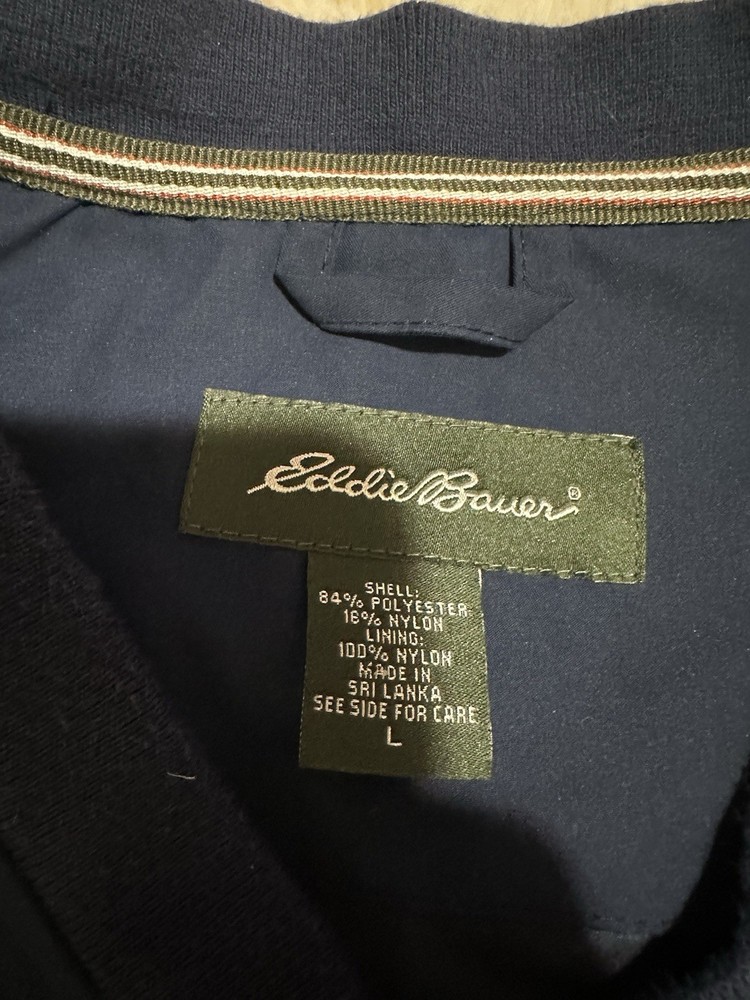 Eddie Bauer®
SHELL:
84% POLYESTER
16% NYLON
LINING:
100% NYLON
MADE IN
SRI LANKA
SEE SIDE FOR CARE
L